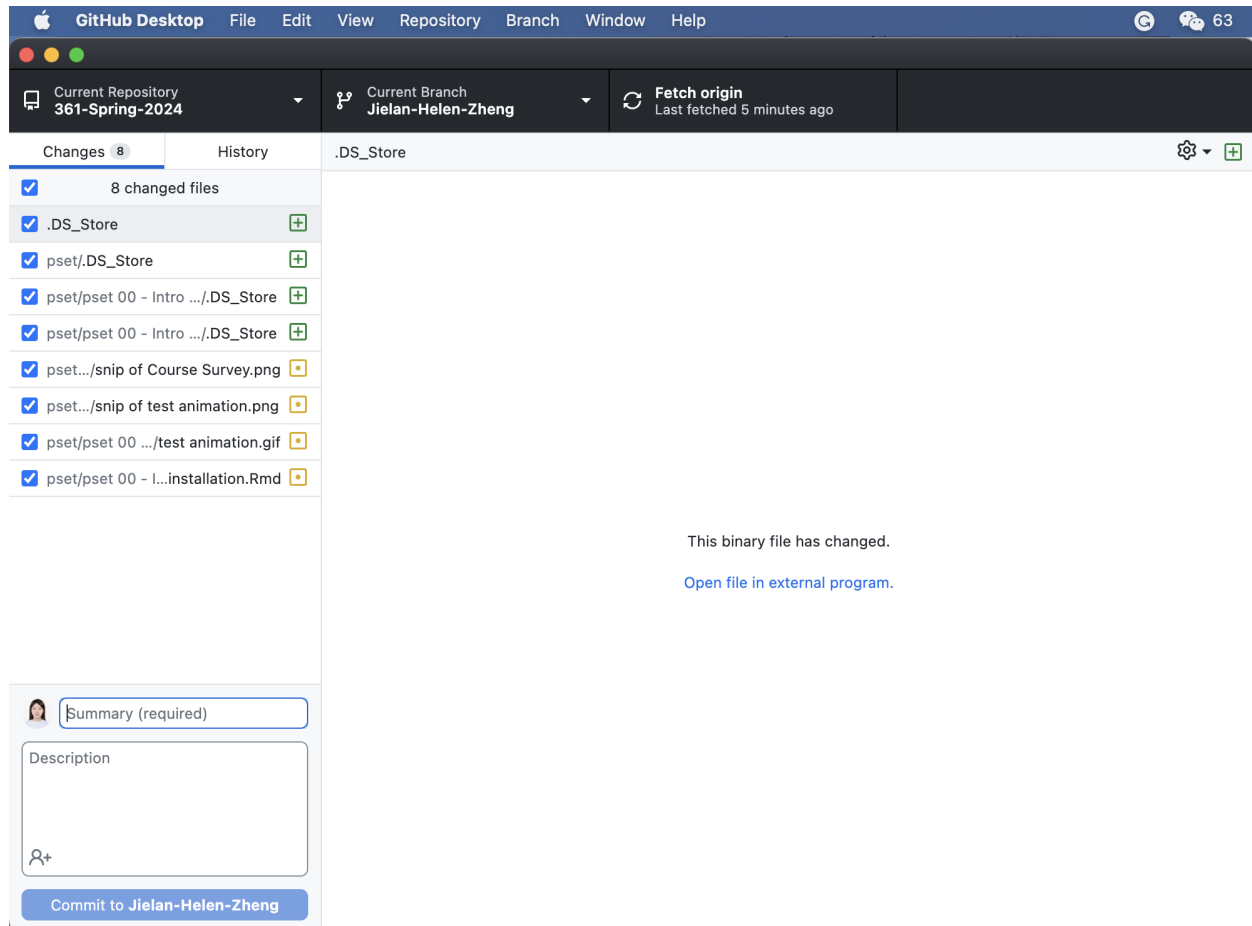 GitHub Desktop File Edit View Repository Branch Window Help 63
Current Repository
361-Spring-2024
Current Branch
Jielan-Helen-Zheng
Fetch origin
Last fetched 5 minutes ago
Changes 8 History
.DS_Store
8 changed files
.DS_Store
pset/.DS_Store
pset/pset 00 - Intro .../.DS_Store
pset/pset 00 - Intro .../.DS_Store
pset.../snip of Course Survey.png
pset.../snip of test animation.png
pset/pset 00 .../test animation.gif
pset/pset 00 - I...installation.Rmd
This binary file has changed.
Open file in external program.
Summary (required)
Description
Commit to Jielan-Helen-Zheng